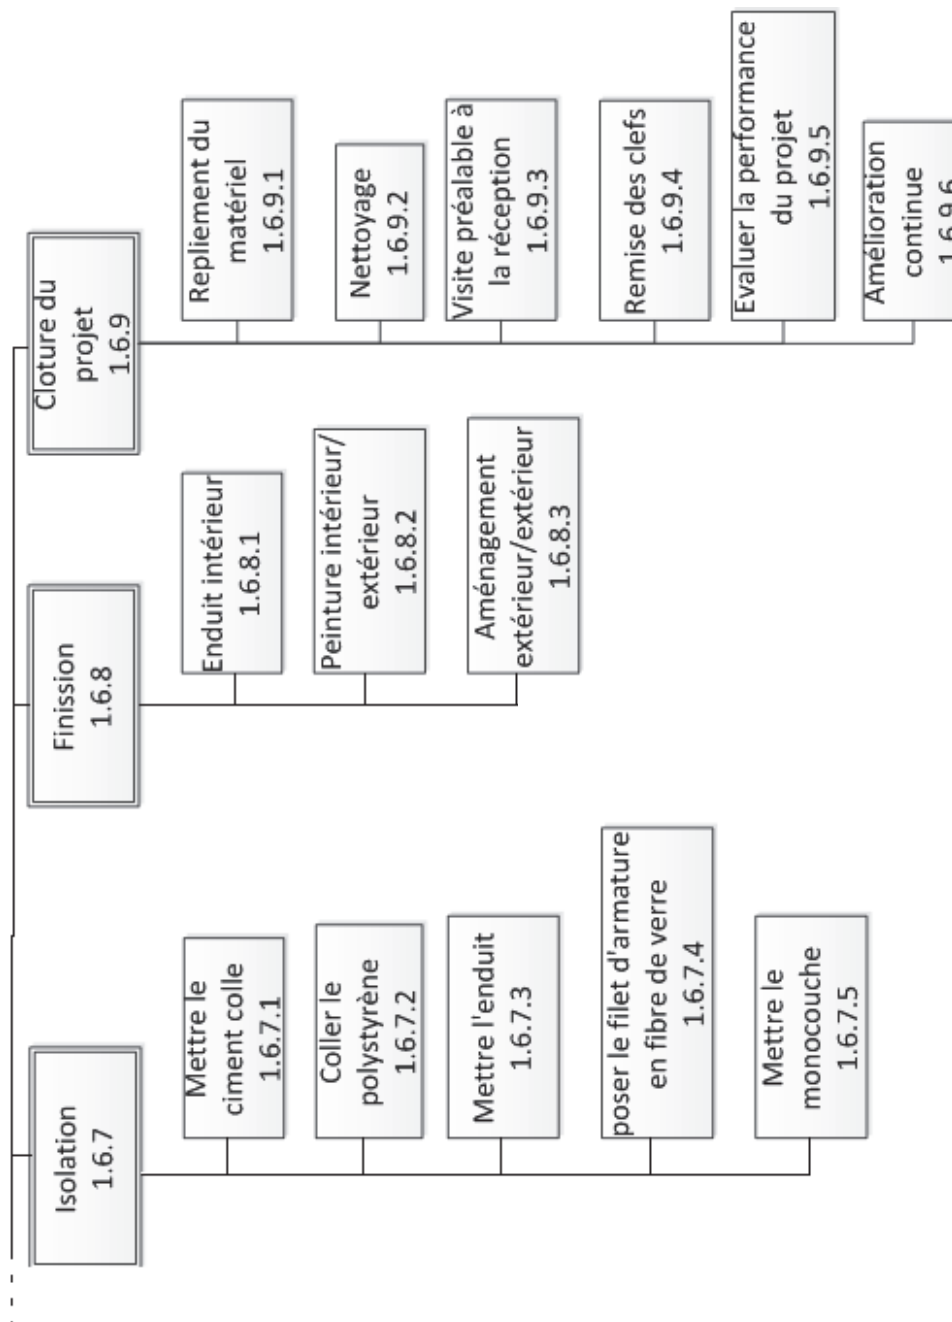 Isolation
1.6.7
Mettre le
ciment colle
1.6.7.1
Coller le
polystyrène
1.6.7.2
Mettre l'enduit
1.6.7.3
poser le filet d'armature
en fibre de verre
1.6.7.4
Mettre le
monocouche
1.6.7.5
Finission
1.6.8
Enduit intérieur
1.6.8.1
Peinture intérieur/
extérieur
1.6.8.2
Aménagement
extérieur/extérieur
1.6.8.3
Cloture du
projet
1.6.9
Repliement du
matériel
1.6.9.1
Nettoyage
1.6.9.2
Visite préalable à
la réception
1.6.9.3
Remise des clefs
1.6.9.4
Evaluer la performance
du projet
1.6.9.5
Amélioration
continue
1.6.9.6